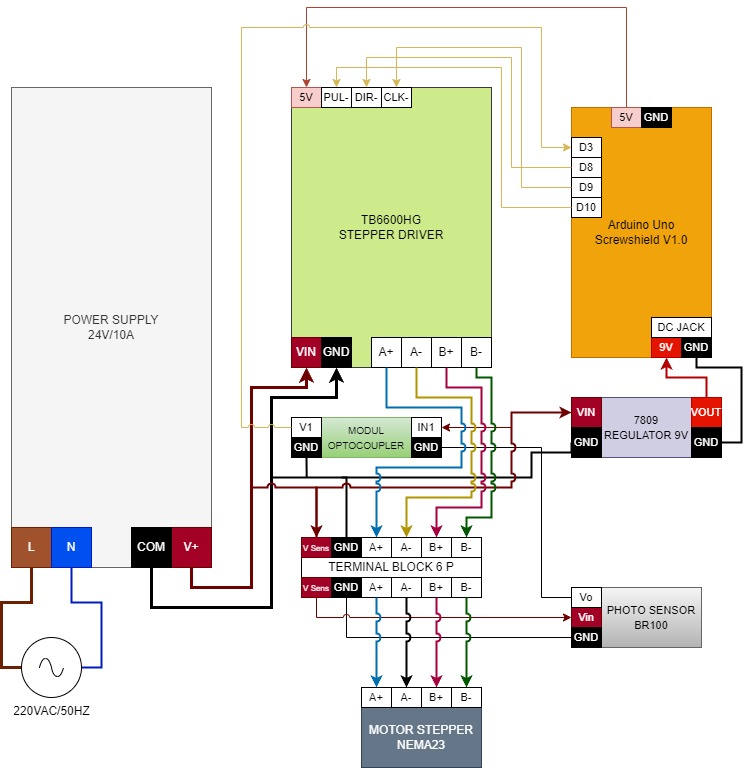 5V
PUL-
DIR-
CLK-
5V
GND
D3
D8
D9
D10
TB6600HG
STEPPER DRIVER
Arduino Uno
Screwshield V1.0
POWER SUPPLY
24V/10A
DC JACK
9V
GND
VIN
GND
A+
A-
B+
B-
V1
GND
MODUL
OPTOCOUPLER
IN1
GND
VIN
GND
7809
REGULATOR 9V
VOUT
GND
L
N
COM
V+
V Sens
GND
A+
A-
B+
B-
TERMINAL BLOCK 6 P
V Sens
GND
A+
A-
B+
B-
Vo
Vin
GND
PHOTO SENSOR
BR100
220VAC/50HZ
A+
A-
B+
B-
MOTOR STEPPER
NEMA23